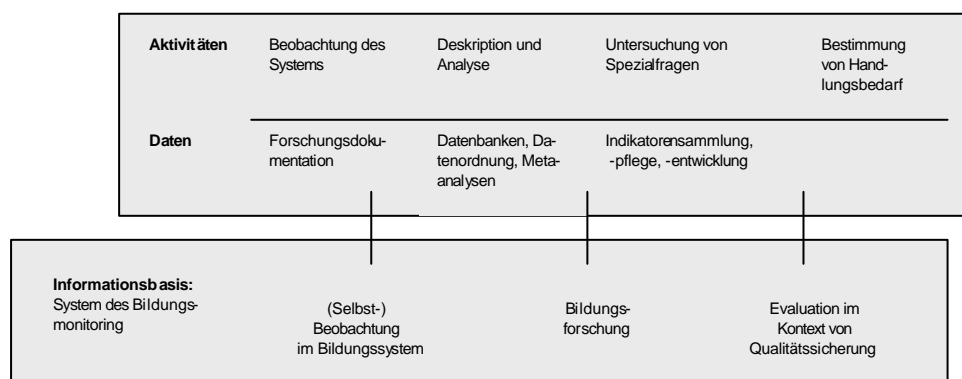 Aktivitäten
Beobachtung des
Systems
Deskription und
Analyse
Untersuchung von
Spezialfragen
Bestimmung
von Hand-
lungsbedarf
Daten
Forschungsdoku-
mentation
Datenbanken, Da-
tenordnung, Meta-
analysen
Indikatorensammlung,
-pflege, -entwicklung
Informationsbasis:
System des Bildungs-
monitoring
(Selbst-)
Beobachtung
im Bildungssystem
Bildungs-
forschung
Evaluation im
Kontext von
Qualitätssicherung